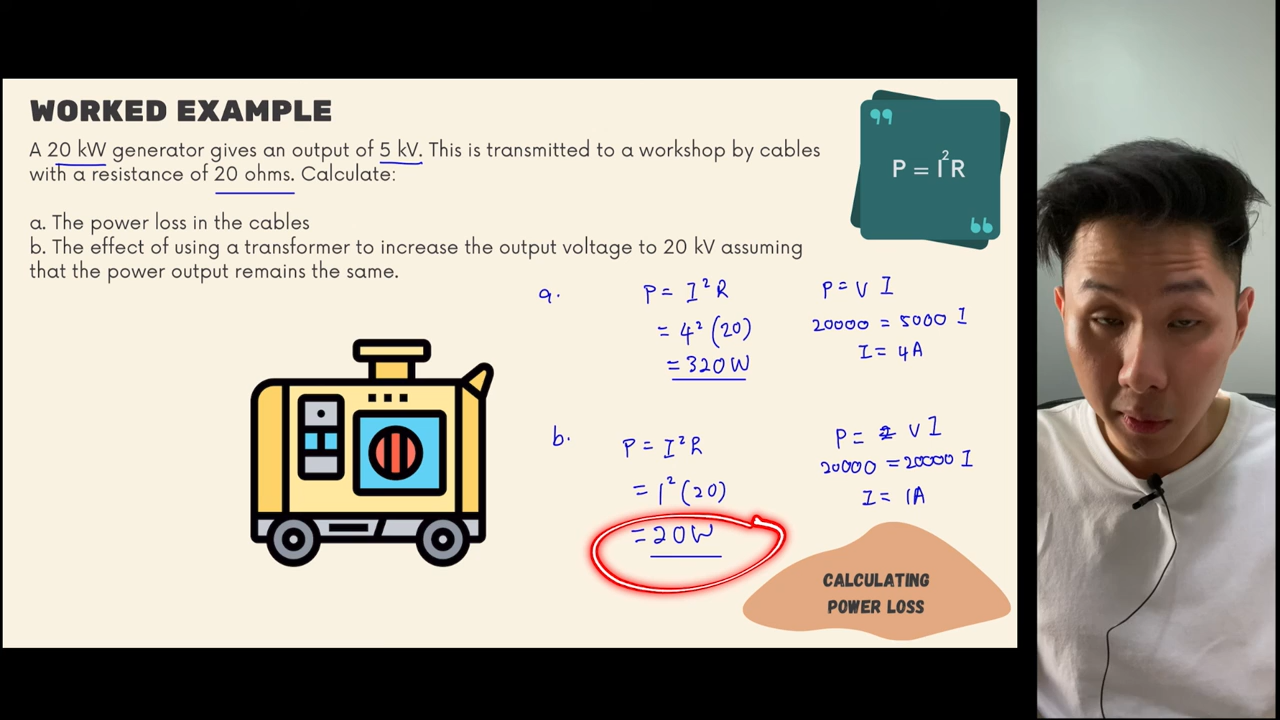 WORKED EXAMPLE
A 20 kW generator gives an output of 5 kV. This is transmitted to a workshop by cables
with a resistance of 20 ohms. Calculate:
a. The power loss in the cables
b. The effect of using a transformer to increase the output voltage to 20 kV assuming
that the power output remains the same.
P = I²R
a. P = I²R
= 4² (20)
= 320W
P = V I
20000 = 5000 I
I = 4A
b. P = I²R
= 1² (20)
= 20W
P = V I
20000 = 20000 I
I = 1A
CALCULATING
POWER LOSS